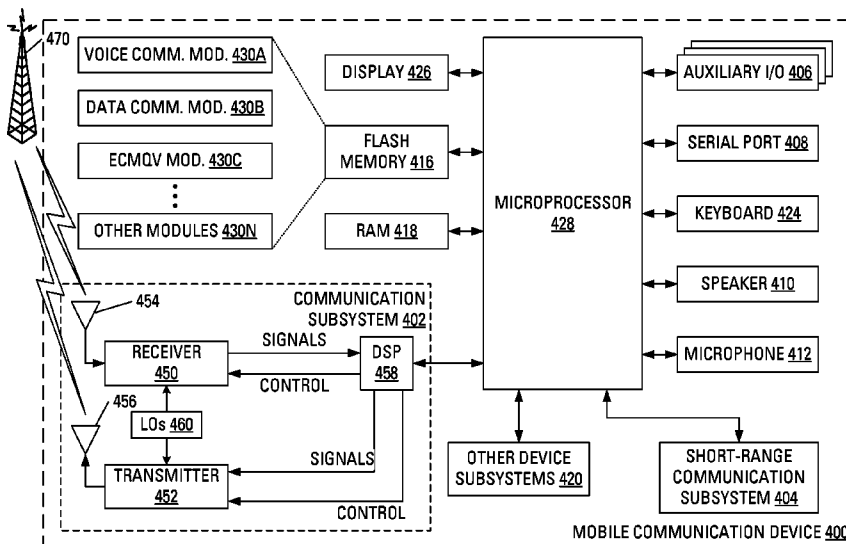 470
VOICE COMM. MOD. 430A
DATA COMM. MOD. 430B
ECMQV MOD. 430C
OTHER MODULES 430N
DISPLAY 426
FLASH
MEMORY 416
RAM 418
MICROPROCESSOR
428
AUXILIARY I/O 406
SERIAL PORT 408
KEYBOARD 424
SPEAKER 410
MICROPHONE 412
454
COMMUNICATION
SUBSYSTEM 402
RECEIVER
450
SIGNALS
CONTROL
DSP
458
456
LOs 460
TRANSMITTER
452
SIGNALS
CONTROL
OTHER DEVICE
SUBSYSTEMS 420
SHORT-RANGE
COMMUNICATION
SUBSYSTEM 404
MOBILE COMMUNICATION DEVICE 400